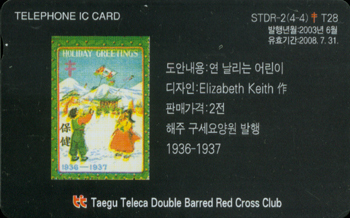 TELEPHONE IC CARD
STDR-2(4-4) T28
발행년월:2003년 6월
유효기간:2008. 7. 31.
HOLIDAY GREETINGS
保健
도안내용:연 날리는 어린이
디자인:Elizabeth Keith 作
판매가격:2전
해주 구세요양원 발행
1936-1937
Taegu Teleca Double Barred Red Cross Club